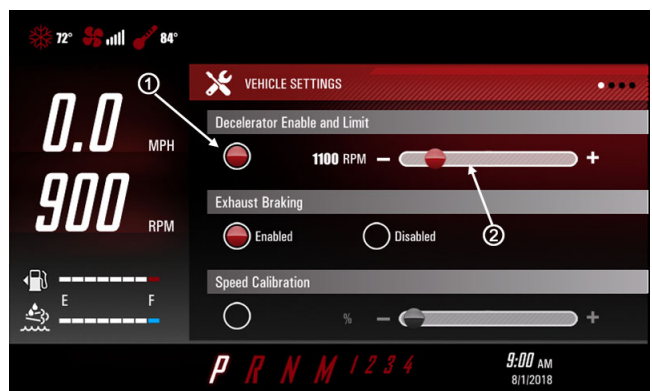 72° 84°
1
VEHICLE SETTINGS
0.0 MPH
Decelerator Enable and Limit
1100 RPM − +
900 RPM
Exhaust Braking
Enabled Disabled
2
E F
Speed Calibration
% − +
P R N M 1 2 3 4
9:00 AM
8/1/2018